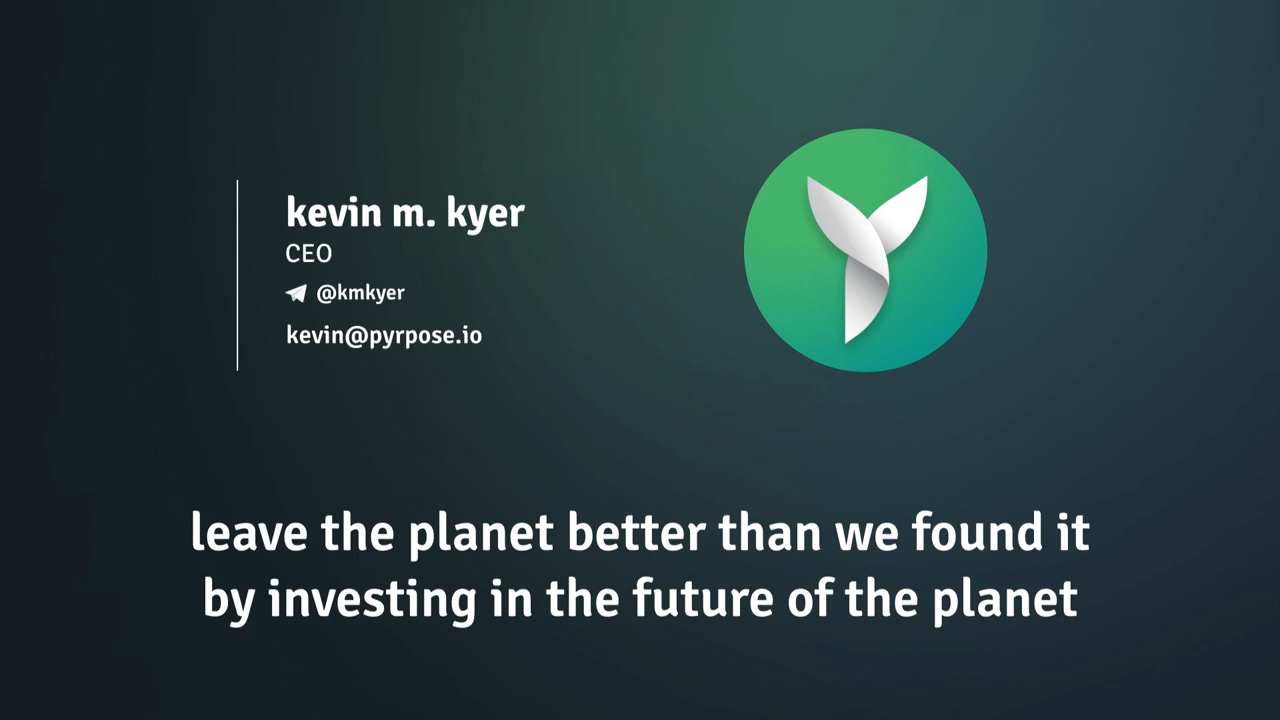 kevin m. kyer
CEO
@kmkyer
kevin@pyrpose.io
leave the planet better than we found it
by investing in the future of the planet